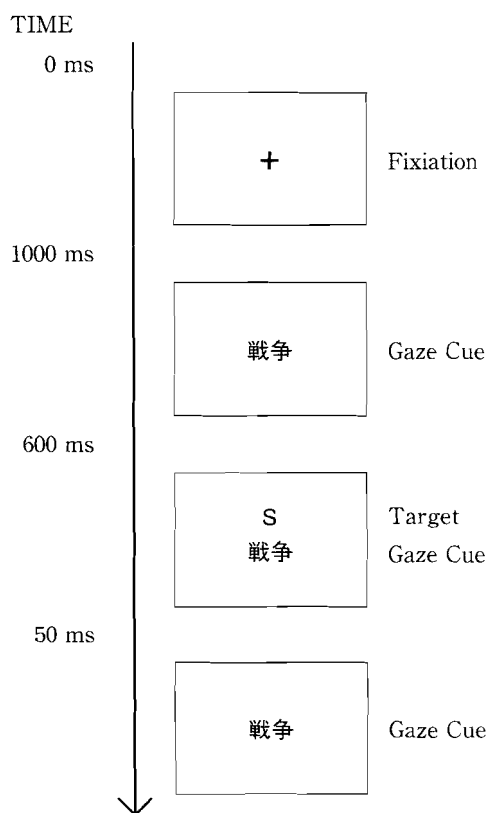 TIME
0 ms
+
Fixiation
1000 ms
戦争
Gaze Cue
600 ms
S
Target
戦争
Gaze Cue
50 ms
戦争
Gaze Cue